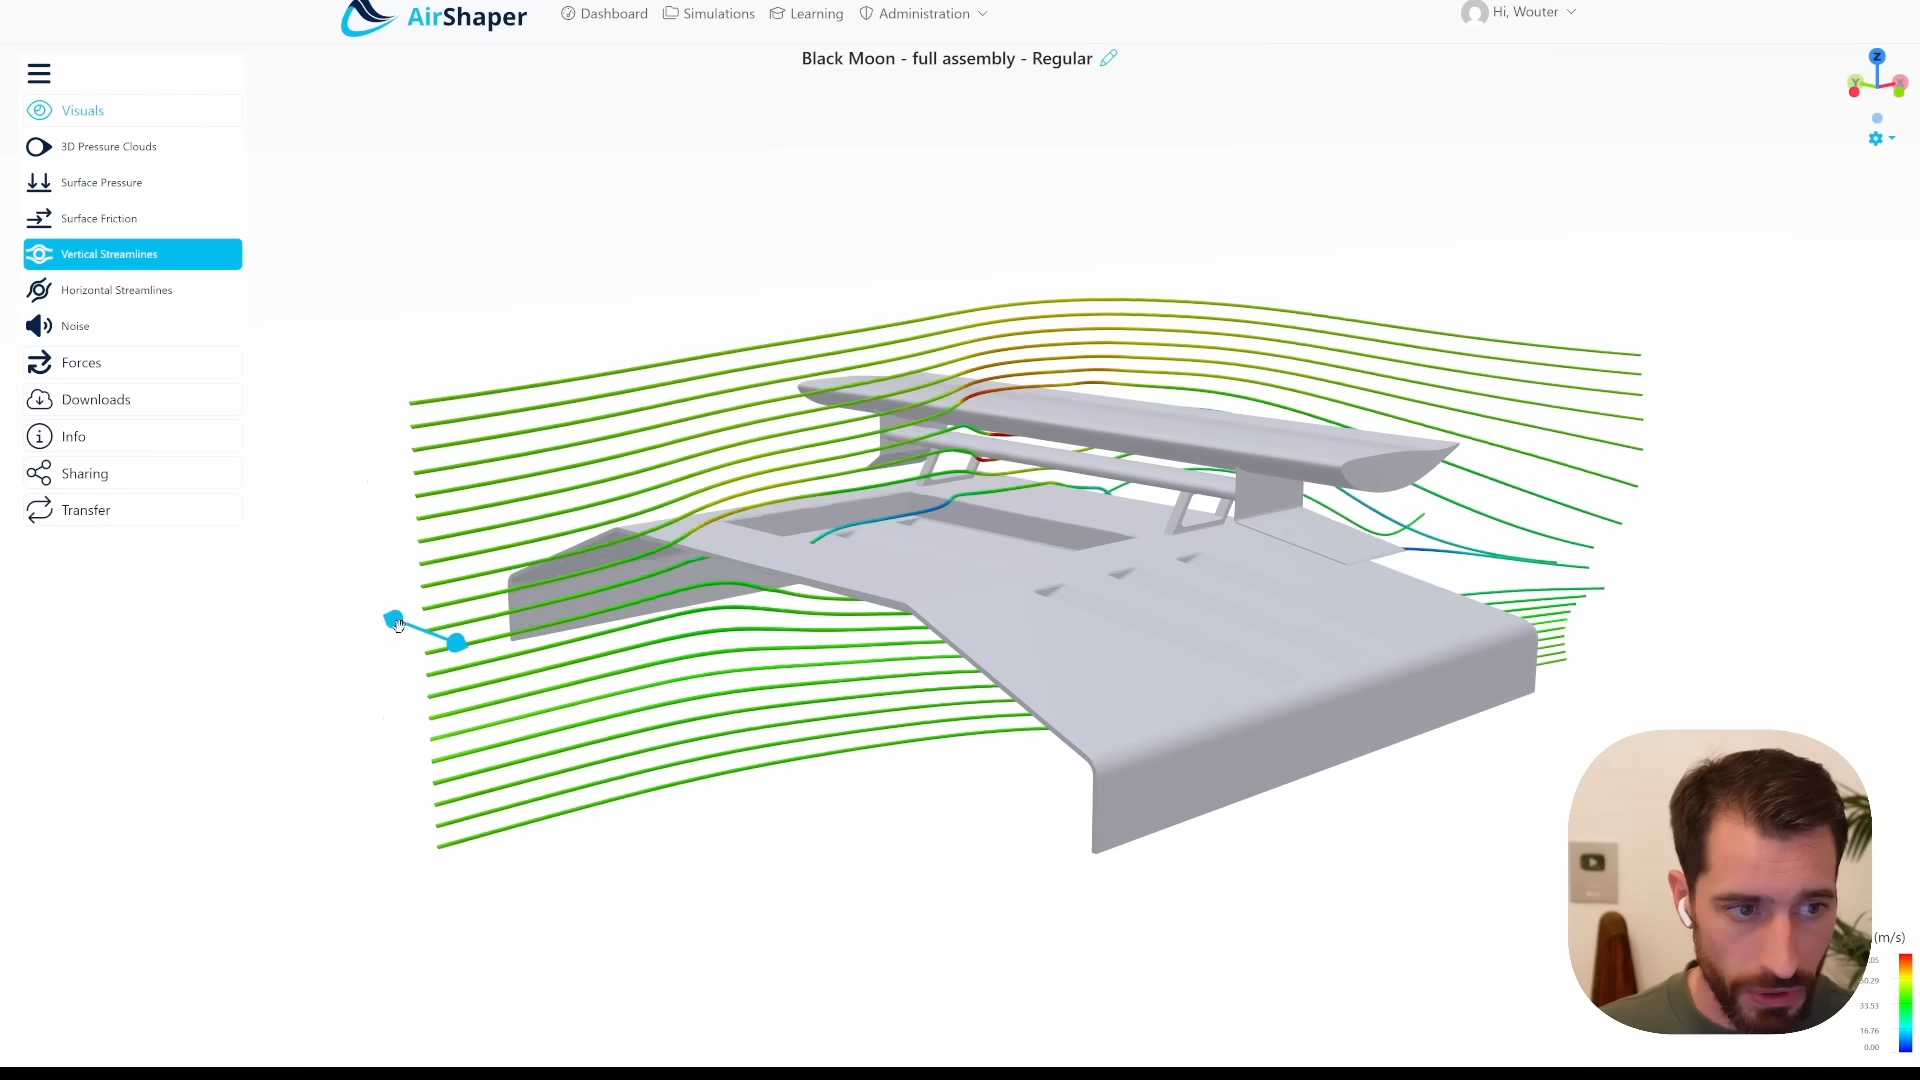 AirShaper
Dashboard
Simulations
Learning
Administration
Hi, Wouter
Black Moon - full assembly - Regular
Visuals
3D Pressure Clouds
Surface Pressure
Surface Friction
Vertical Streamlines
Horizontal Streamlines
Noise
Forces
Downloads
Info
Sharing
Transfer
Z
Y
X
(m/s)
33.53
16.76
0.00